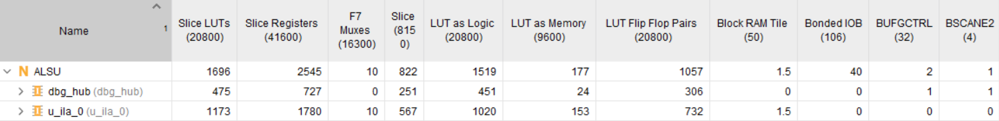 Name 1 Slice LUTs (20800) Slice Registers (41600) F7 Muxes (16300) Slice (8150) LUT as Logic (20800) LUT as Memory (9600) LUT Flip Flop Pairs (20800) Block RAM Tile (50) Bonded IOB (106) BUFGCTRL (32) BSCANE2 (4)
N ALSU 1696 2545 10 822 1519 177 1057 1.5 40 2 1
dbg_hub (dbg_hub) 475 727 0 251 451 24 306 0 0 1 1
u_ila_0 (u_ila_0) 1173 1780 10 567 1020 153 732 1.5 0 0 0